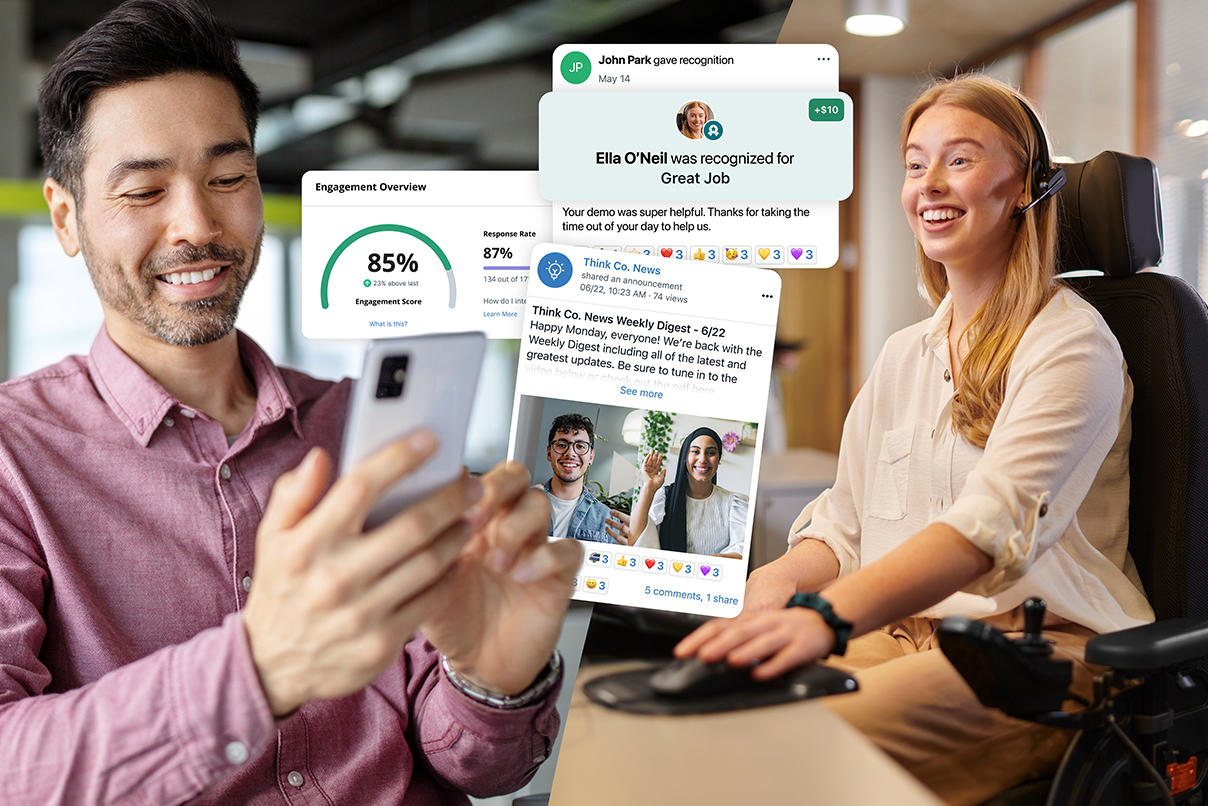 JP
John Park gave recognition
May 14
+$10
Ella O'Neil was recognized for
Great Job
Your demo was super helpful. Thanks for taking the
time out of your day to help us.
3
3
3
3
3
Engagement Overview
85%
23% above last
Engagement Score
What is this?
Response Rate
87%
134 out of 17
How do I inte
Learn More
Think Co. News
shared an announcement
06/22, 10:23 AM · 74 views
Think Co. News Weekly Digest - 6/22
Happy Monday, everyone! We're back with the
Weekly Digest including all of the latest and
greatest updates. Be sure to tune in to the
video below or check out the pdf here.
See more
3
3
3
3
3
3
3
5 comments, 1 share